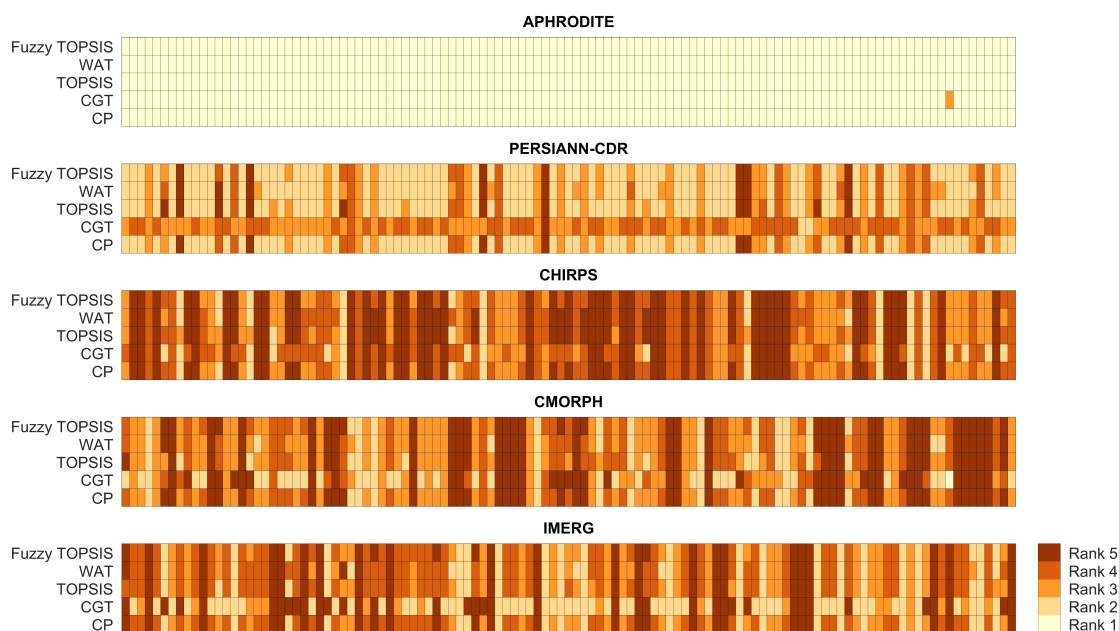 APHRODITE
Fuzzy TOPSIS
WAT
TOPSIS
CGT
CP
PERSIANN-CDR
Fuzzy TOPSIS
WAT
TOPSIS
CGT
CP
CHIRPS
Fuzzy TOPSIS
WAT
TOPSIS
CGT
CP
CMORPH
Fuzzy TOPSIS
WAT
TOPSIS
CGT
CP
IMERG
Fuzzy TOPSIS
WAT
TOPSIS
CGT
CP
Rank 5
Rank 4
Rank 3
Rank 2
Rank 1